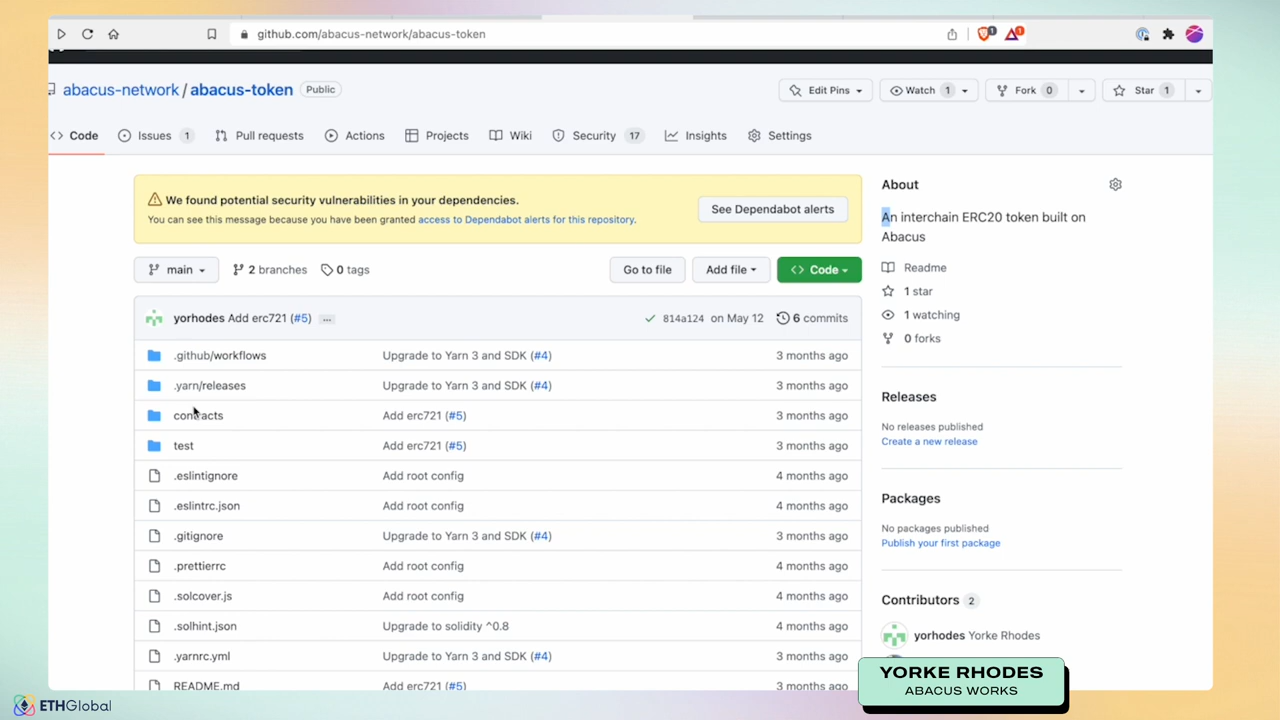 github.com/abacus-network/abacus-token
1
1
abacus-network / abacus-token Public
Edit Pins Watch 1 Fork 0 Star 1
Code Issues 1 Pull requests Actions Projects Wiki Security 17 Insights Settings
We found potential security vulnerabilities in your dependencies.
You can see this message because you have been granted access to Dependabot alerts for this repository.
See Dependabot alerts
main 2 branches 0 tags Go to file Add file Code
yorhodes Add erc721 (#5) ... 814a124 on May 12 6 commits
.github/workflows Upgrade to Yarn 3 and SDK (#4) 3 months ago
.yarn/releases Upgrade to Yarn 3 and SDK (#4) 3 months ago
contracts Add erc721 (#5) 3 months ago
test Add erc721 (#5) 3 months ago
.eslintignore Add root config 4 months ago
.eslintrc.json Add root config 4 months ago
.gitignore Upgrade to Yarn 3 and SDK (#4) 3 months ago
.prettierrc Add root config 4 months ago
.solcover.js Add root config 4 months ago
.solhint.json Upgrade to solidity ^0.8 4 months ago
.yarnrc.yml Upgrade to Yarn 3 and SDK (#4) 3 months ago
README.md Add erc721 (#5) 3 months ago
About
An interchain ERC20 token built on
Abacus
Readme
1 star
1 watching
0 forks
Releases
No releases published
Create a new release
Packages
No packages published
Publish your first package
Contributors 2
yorhodes Yorke Rhodes
YORKE RHODES
ABACUS WORKS
ETHGlobal